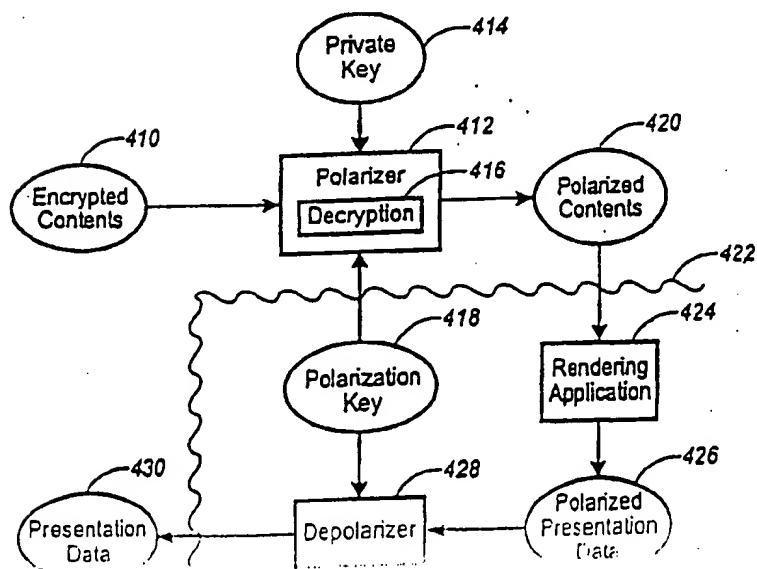 414
Private
Key
412
420
410
Polarizer
416
Encrypted
Contents
Decryption
Polarized
Contents
422
418
424
Polarization
Key
Rendering
Application
430
428
426
Presentation
Data
Depolarizer
Polarized
Presentation
Data